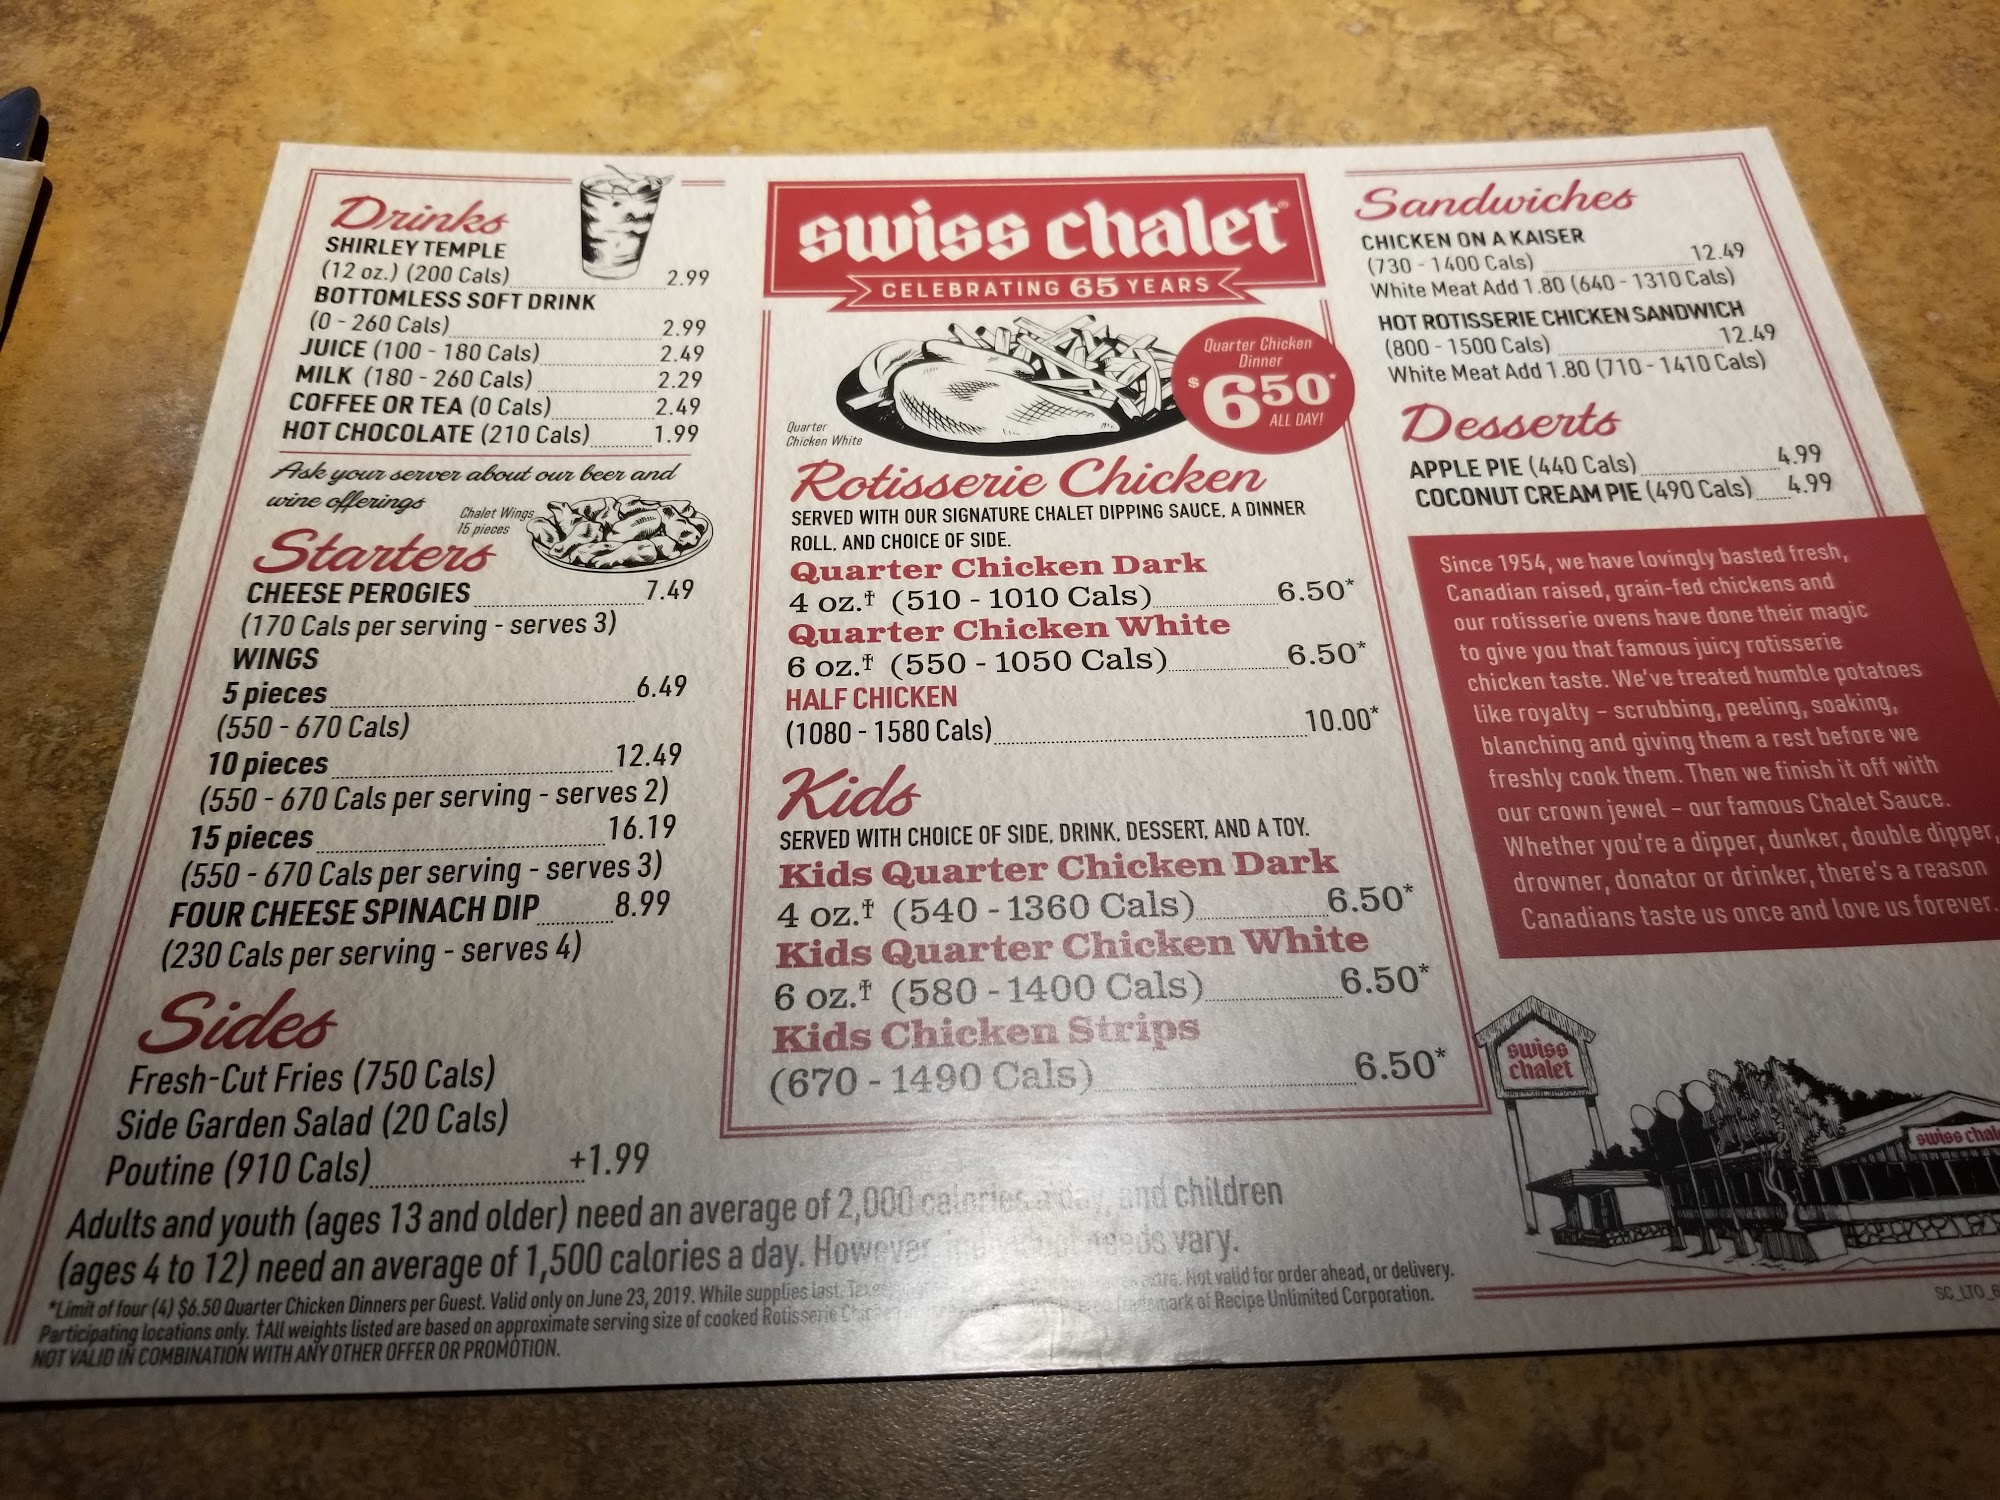 Drinks
SHIRLEY TEMPLE
(12 oz.) (200 Cals) 2.99
BOTTOMLESS SOFT DRINK
(0 - 260 Cals) 2.99
JUICE (100 - 180 Cals) 2.49
MILK (180 - 260 Cals) 2.29
COFFEE OR TEA (0 Cals) 2.49
HOT CHOCOLATE (210 Cals) 1.99
Ask your server about our beer and
wine offerings
Chalet Wings
15 pieces
Starters
CHEESE PEROGIES 7.49
(170 Cals per serving - serves 3)
WINGS
5 pieces 6.49
(550 - 670 Cals)
10 pieces 12.49
(550 - 670 Cals per serving - serves 2)
15 pieces 16.19
(550 - 670 Cals per serving - serves 3)
FOUR CHEESE SPINACH DIP 8.99
(230 Cals per serving - serves 4)
Sides
Fresh-Cut Fries (750 Cals)
Side Garden Salad (20 Cals)
Poutine (910 Cals) +1.99
swiss chalet®
CELEBRATING 65 YEARS
Quarter Chicken
Dinner
$6.50*
ALL DAY!
Quarter
Chicken White
Rotisserie Chicken
SERVED WITH OUR SIGNATURE CHALET DIPPING SAUCE, A DINNER
ROLL, AND CHOICE OF SIDE.
Quarter Chicken Dark
4 oz.† (510 - 1010 Cals) 6.50*
Quarter Chicken White
6 oz.† (550 - 1050 Cals) 6.50*
HALF CHICKEN
(1080 - 1580 Cals) 10.00*
Kids
SERVED WITH CHOICE OF SIDE, DRINK, DESSERT, AND A TOY.
Kids Quarter Chicken Dark
4 oz.† (540 - 1360 Cals) 6.50*
Kids Quarter Chicken White
6 oz.† (580 - 1400 Cals) 6.50*
Kids Chicken Strips
(670 - 1490 Cals) 6.50*
Sandwiches
CHICKEN ON A KAISER
(730 - 1400 Cals) 12.49
White Meat Add 1.80 (640 - 1310 Cals)
HOT ROTISSERIE CHICKEN SANDWICH
(800 - 1500 Cals) 12.49
White Meat Add 1.80 (710 - 1410 Cals)
Desserts
APPLE PIE (440 Cals) 4.99
COCONUT CREAM PIE (490 Cals) 4.99
Since 1954, we have lovingly basted fresh,
Canadian raised, grain-fed chickens and
our rotisserie ovens have done their magic
to give you that famous juicy rotisserie
chicken taste. We've treated humble potatoes
like royalty – scrubbing, peeling, soaking,
blanching and giving them a rest before we
freshly cook them. Then we finish it off with
our crown jewel – our famous Chalet Sauce.
Whether you're a dipper, dunker, double dipper,
drowner, donator or drinker, there's a reason
Canadians taste us once and love us forever.
swiss
chalet
swiss
Adults and youth (ages 13 and older) need an average of 2,000 calories a day, and children
(ages 4 to 12) need an average of 1,500 calories a day. However, needs vary.
*Limit of four (4) $6.50 Quarter Chicken Dinners per Guest. Valid only on June 23, 2019. While supplies last. extra. Not valid for order ahead, or delivery.
Participating locations only. †All weights listed are based on approximate serving size of cooked Rotisserie of Recipe Unlimited Corporation.
NOT VALID IN COMBINATION WITH ANY OTHER OFFER OR PROMOTION.